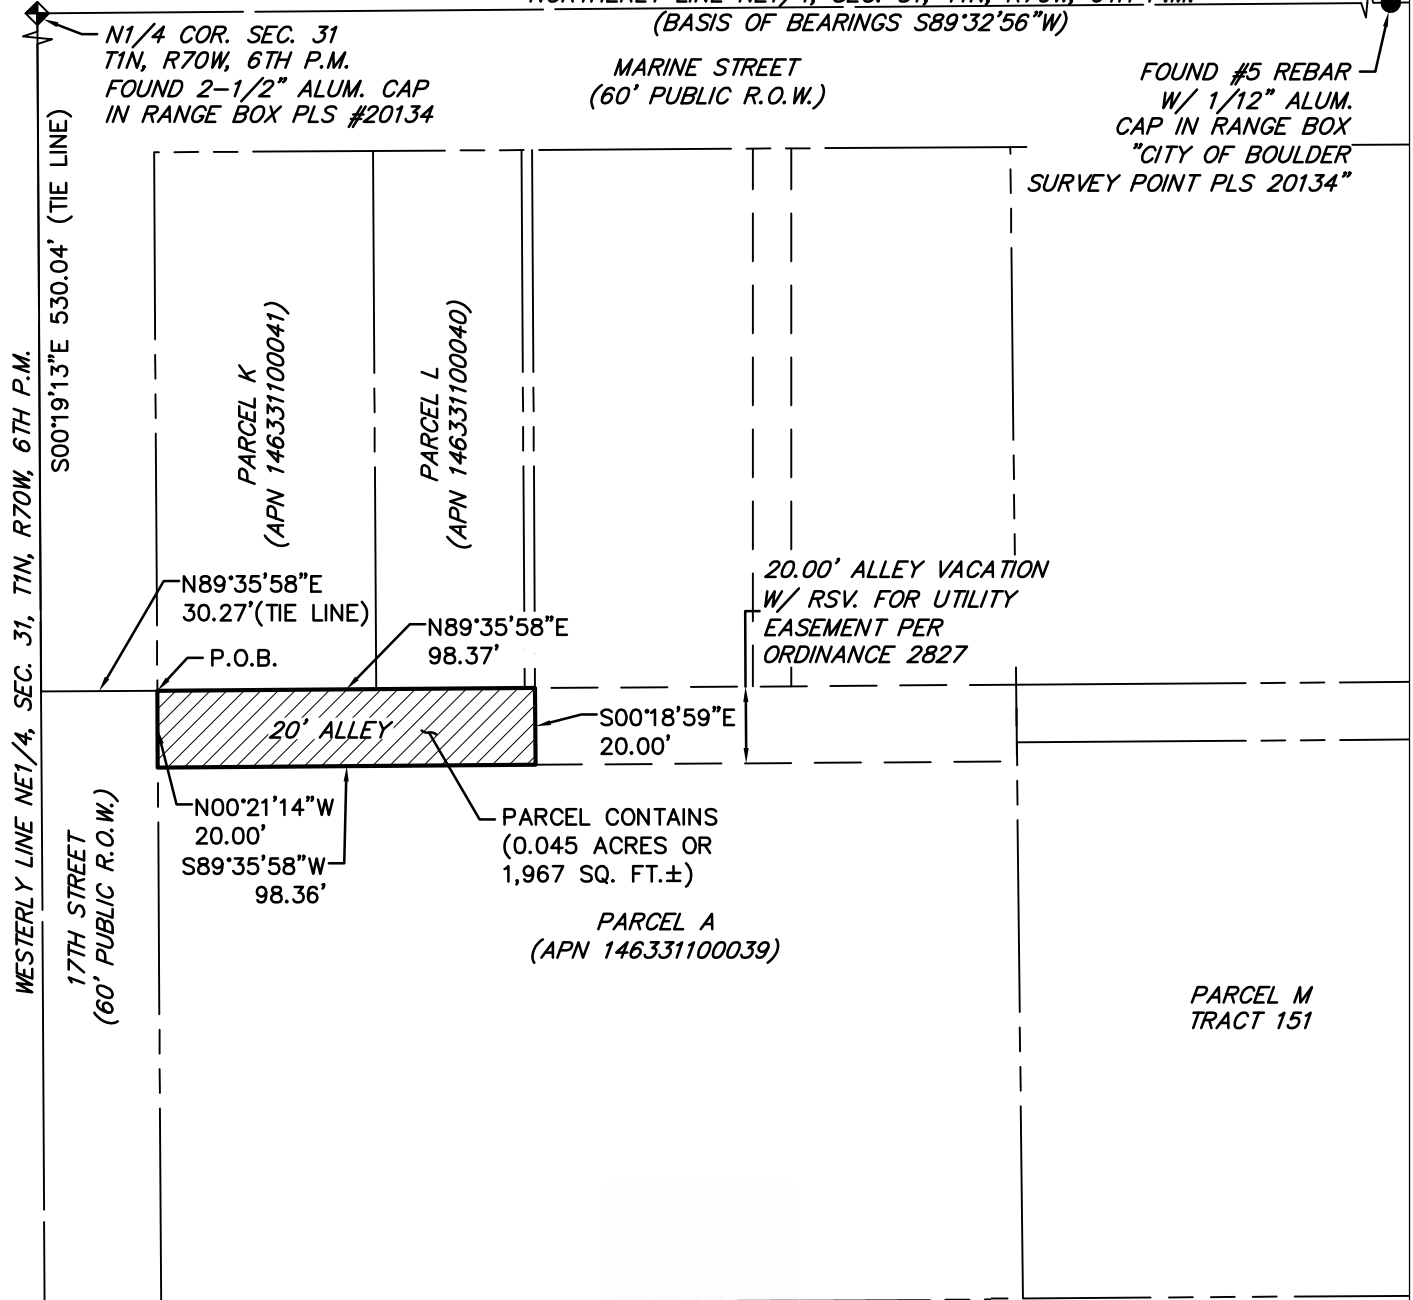 (BASIS OF BEARINGS S89°32'56"W)
N1/4 COR. SEC. 31
T1N, R70W, 6TH P.M.
FOUND 2-1/2" ALUM. CAP
IN RANGE BOX PLS #20134
MARINE STREET
(60' PUBLIC R.O.W.)
FOUND #5 REBAR
W/ 1/12" ALUM.
CAP IN RANGE BOX
"CITY OF BOULDER
SURVEY POINT PLS 20134"
S00°19'13"E 530.04' (TIE LINE)
WESTERLY LINE NE1/4, SEC. 31, T1N, R70W, 6TH P.M.
PARCEL K
(APN 146331100041)
PARCEL L
(APN 146331100040)
20.00' ALLEY VACATION
W/ RSV. FOR UTILITY
EASEMENT PER
ORDINANCE 2827
N89°35'58"E
30.27'(TIE LINE)
N89°35'58"E
98.37'
P.O.B.
20' ALLEY
S00°18'59"E
20.00'
N00°21'14"W
20.00'
S89°35'58"W
98.36'
PARCEL CONTAINS
(0.045 ACRES OR
1,967 SQ. FT.±)
17TH STREET
(60' PUBLIC R.O.W.)
PARCEL A
(APN 146331100039)
PARCEL M
TRACT 151